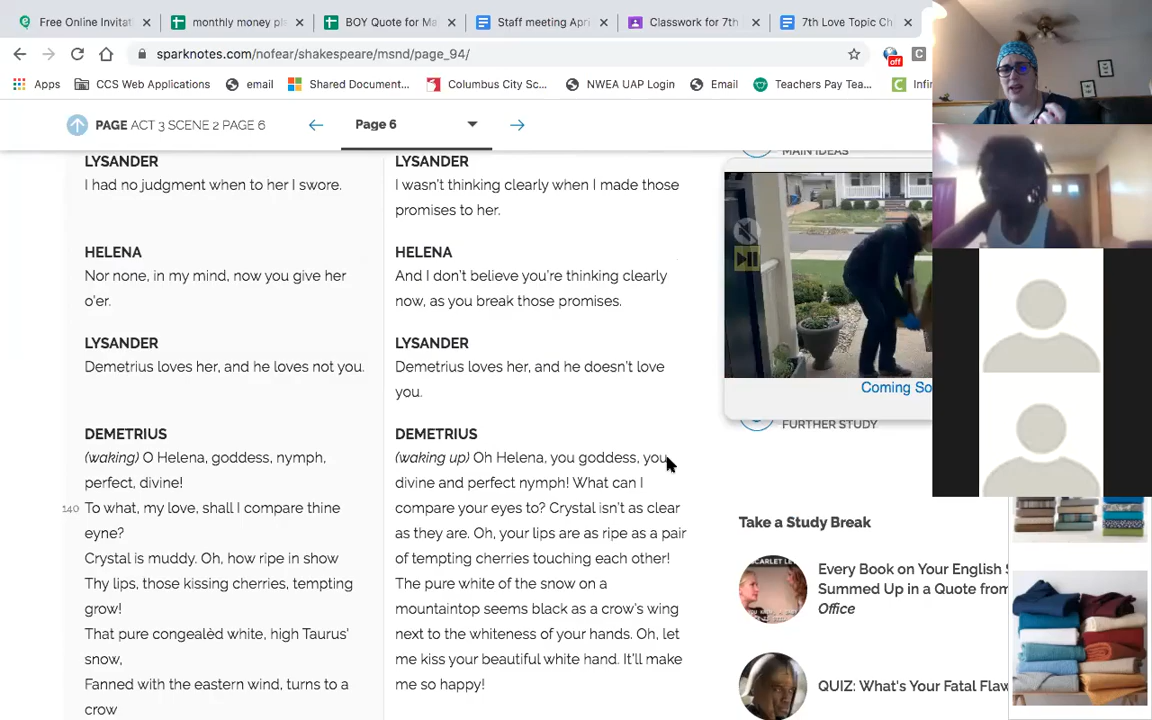 Free Online Invitati
monthly money pl
BOY Quote for Ma
Staff meeting Apri
Classwork for 7th
7th Love Topic Ch
sparknotes.com/nofear/shakespeare/msnd/page_94/
off
Apps
CCS Web Applications
email
Shared Document...
Columbus City Sc...
NWEA UAP Login
Email
Teachers Pay Tea...
Infin
PAGE ACT 3 SCENE 2 PAGE 6
Page 6
MAIN IDEAS
LYSANDER
I had no judgment when to her I swore.
HELENA
Nor none, in my mind, now you give her
o'er.
LYSANDER
Demetrius loves her, and he loves not you.
DEMETRIUS
(waking) O Helena, goddess, nymph,
perfect, divine!
140 To what, my love, shall I compare thine
eyne?
Crystal is muddy. Oh, how ripe in show
Thy lips, those kissing cherries, tempting
grow!
That pure congealèd white, high Taurus'
snow,
Fanned with the eastern wind, turns to a
crow
LYSANDER
I wasn't thinking clearly when I made those
promises to her.
HELENA
And I don't believe you're thinking clearly
now, as you break those promises.
LYSANDER
Demetrius loves her, and he doesn't love
you.
DEMETRIUS
(waking up) Oh Helena, you goddess, you
divine and perfect nymph! What can I
compare your eyes to? Crystal isn't as clear
as they are. Oh, your lips are as ripe as a pair
of tempting cherries touching each other!
The pure white of the snow on a
mountaintop seems black as a crow's wing
next to the whiteness of your hands. Oh, let
me kiss your beautiful white hand. It'll make
me so happy!
Coming So
FURTHER STUDY
Take a Study Break
Every Book on Your English S
Summed Up in a Quote from
Office
QUIZ: What's Your Fatal Flaw